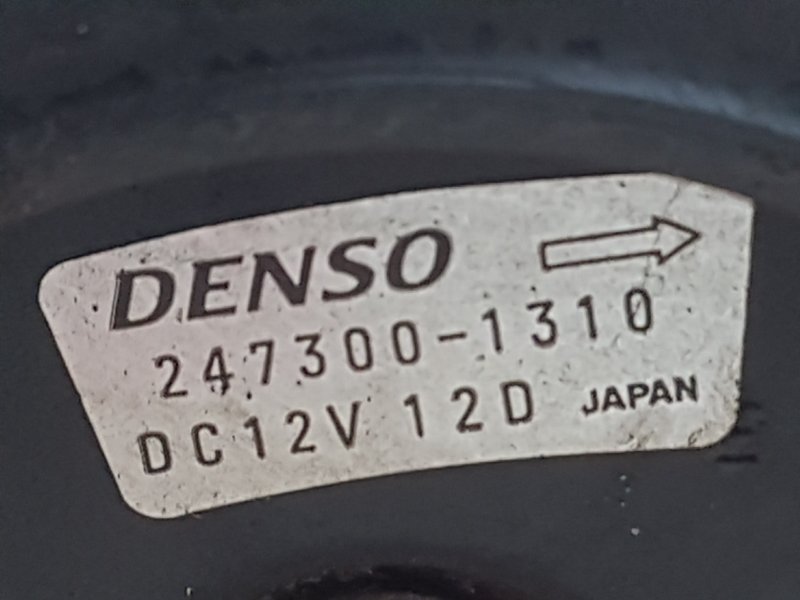 DENSO
247300-1310
DC12V 12D JAPAN